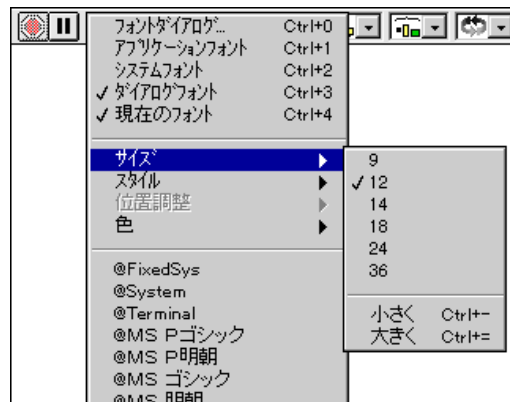 フォントダイアログ... Ctrl+0
アプリケーションフォント Ctrl+1
システムフォント Ctrl+2
✓ダイアログフォント Ctrl+3
✓現在のフォント Ctrl+4
サイズ
スタイル
位置調整
色
@FixedSys
@System
@Terminal
@MS Pゴシック
@MS P明朝
@MS ゴシック
@MS 明朝
9
✓12
14
18
24
36
小さく Ctrl+-
大きく Ctrl+=